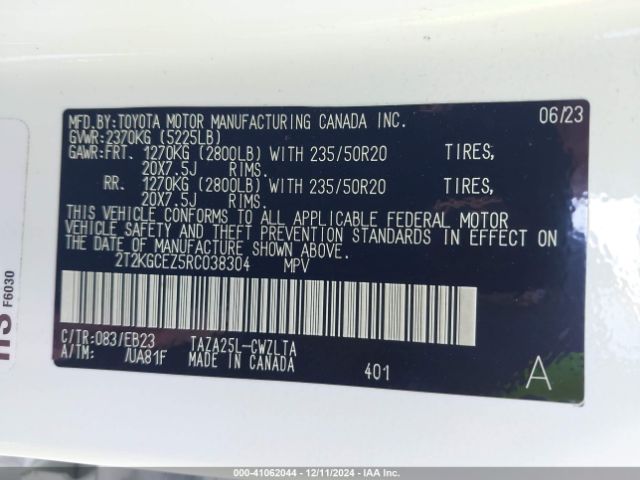 MFD.BY:TOYOTA MOTOR MANUFACTURING CANADA INC. 06/23
GVWR:2370KG (5225LB)
GAWR:FRT. 1270KG (2800LB) WITH 235/50R20 TIRES,
20X7.5J RIMS.
RR. 1270KG (2800LB) WITH 235/50R20 TIRES,
20X7.5J RIMS.
THIS VEHICLE CONFORMS TO ALL APPLICABLE FEDERAL MOTOR
VEHICLE SAFETY AND THEFT PREVENTION STANDARDS IN EFFECT ON
THE DATE OF MANUFACTURE SHOWN ABOVE.
2T2KGCEZ5RC038304 MPV
C/TR:083/EB23 TAZA25L-CWZLTA
A/TM: /UA81F MADE IN CANADA 401 A
F6030
000-41062044 - 12/11/2024 - IAA Auctions